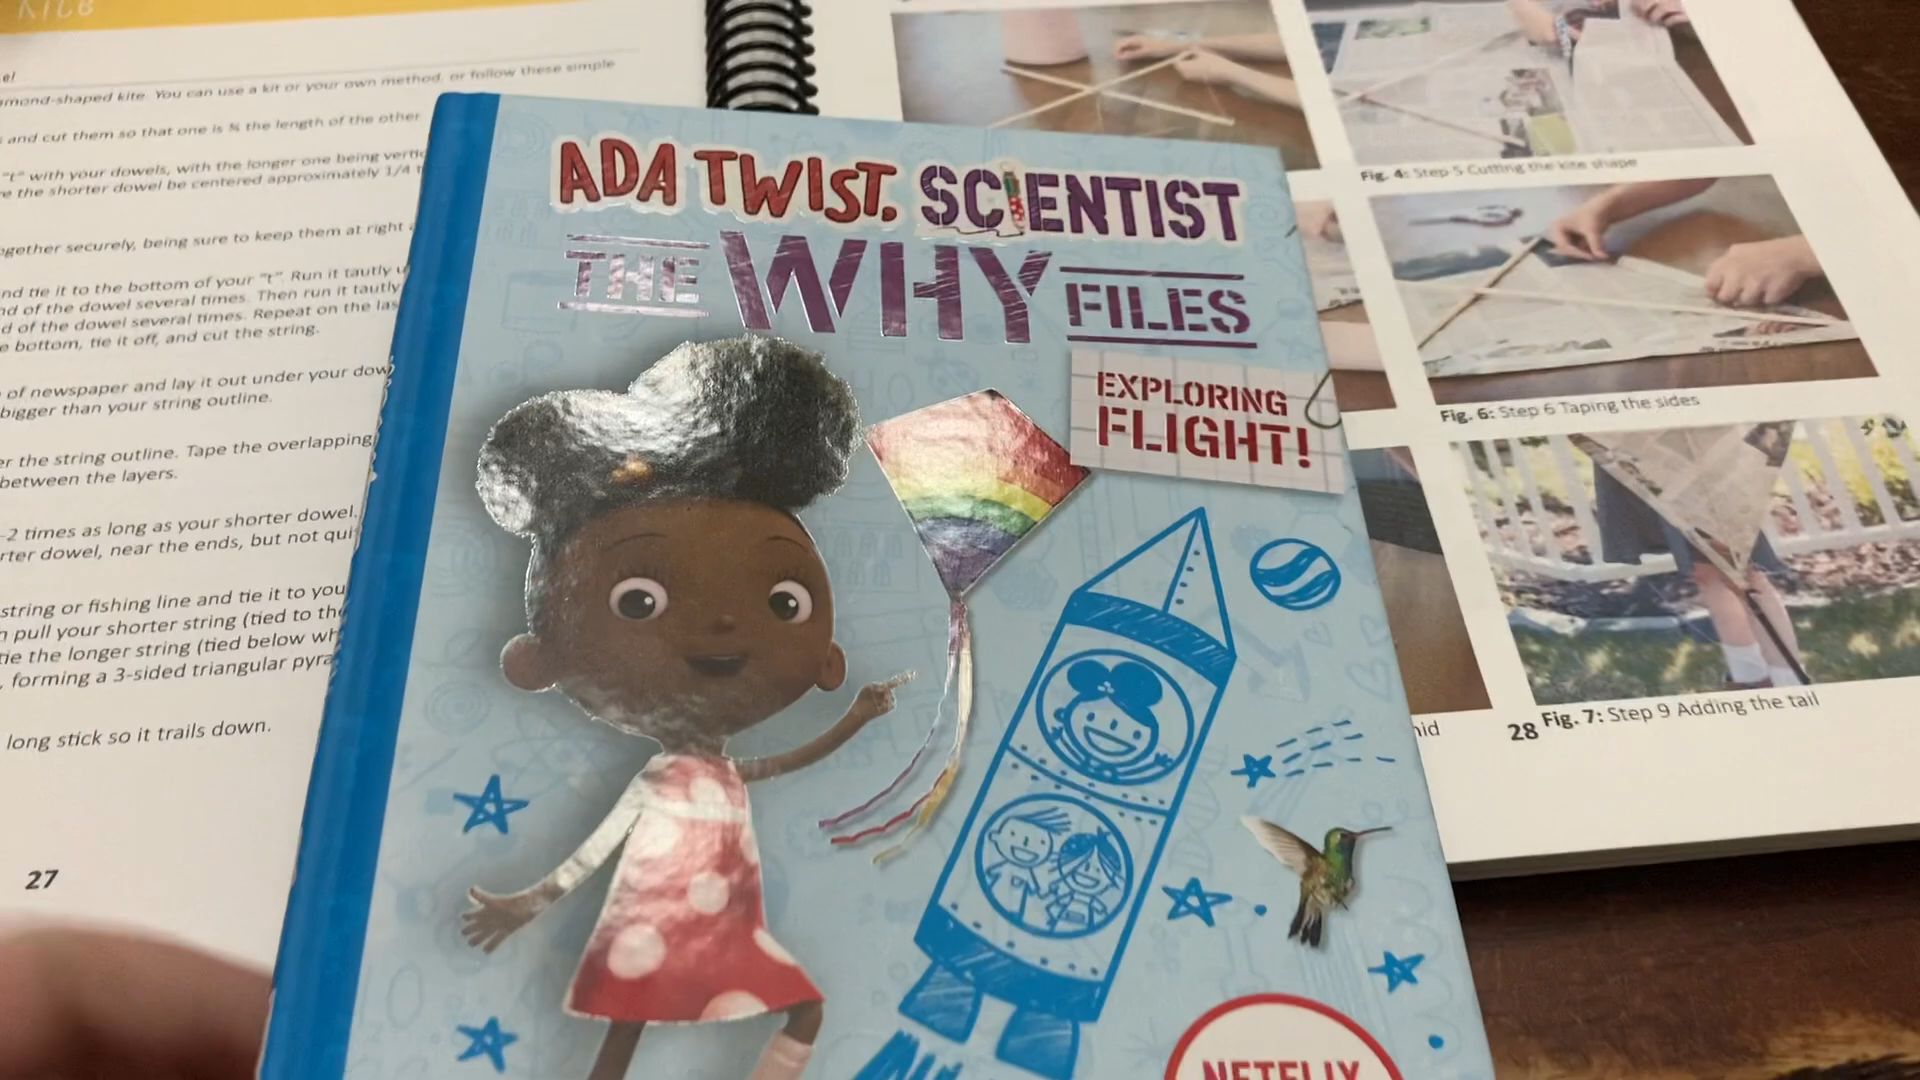 el
amond-shaped kite. You can use a kit or your own method, or follow these simple
and cut them so that one is ¾ the length of the other
"t" with your dowels, with the longer one being
e the shorter dowel be centered approximately 1/4
ogether securely, being sure to keep them at right
nd tie it to the bottom of your "t". Run it tautly
nd of the dowel several times. Then run it tautly
d of the dowel several times. Repeat on the las
e bottom, tie it off, and cut the string.
of newspaper and lay it out under your dow
bigger than your string outline.
er the string outline. Tape the overlapping
between the layers.
-2 times as long as your shorter dowel.
rter dowel, near the ends, but not qui
string or fishing line and tie it to you
n pull your shorter string (tied to the
tie the longer string (tied below wh
, forming a 3-sided triangular pyra
long stick so it trails down.
27
ADA TWIST, SCIENTIST
THE WHY FILES
EXPLORING
FLIGHT!
NETFLIX
Fig. 4: Step 5 Cutting the kite shape
Fig. 6: Step 6 Taping the sides
28 Fig. 7: Step 9 Adding the tail